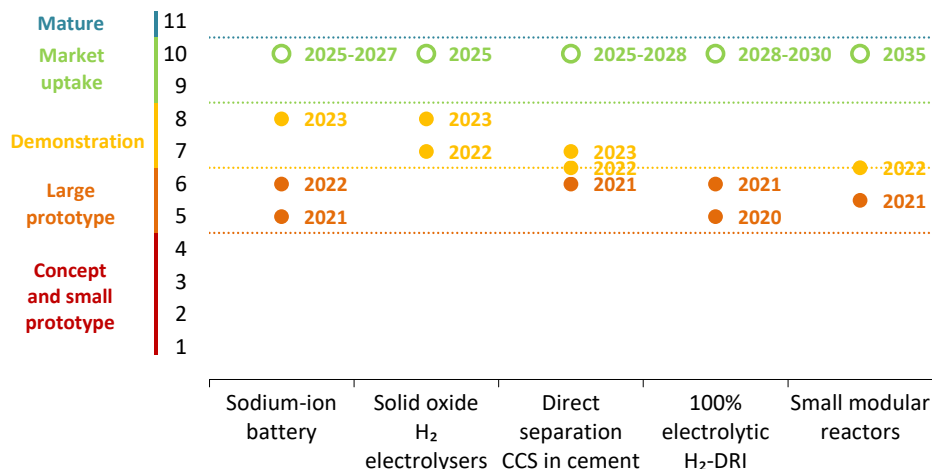 Mature
11
Market
uptake
10
9
Demonstration
8
7
Large
prototype
6
5
Concept
and small
prototype
4
3
2
1
2025-2027
2025
2025-2028
2028-2030
2035
2023
2023
2022
2023
2022
2022
2022
2021
2021
2021
2021
2020
Sodium-ion
battery
Solid oxide
H₂
electrolysers
Direct
separation
CCS in cement
100%
electrolytic
H₂-DRI
Small modular
reactors